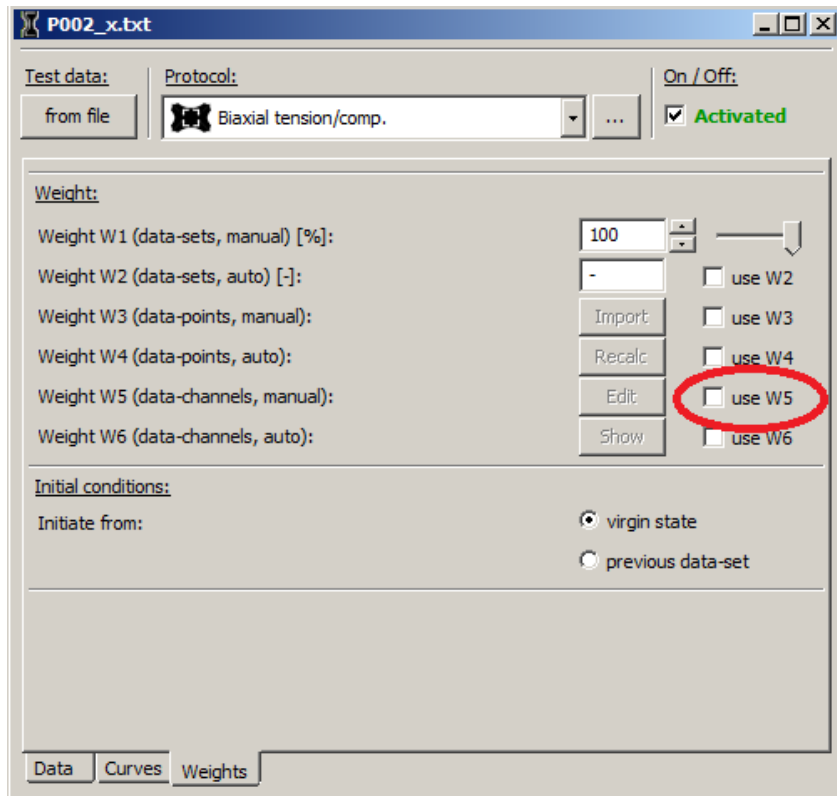 P002_x.txt
Test data: Protocol: On / Off:
from file Biaxial tension/comp. ... Activated
Weight:
Weight W1 (data-sets, manual) [%]: 100
Weight W2 (data-sets, auto) [-]: - use W2
Weight W3 (data-points, manual): Import use W3
Weight W4 (data-points, auto): Recalc use W4
Weight W5 (data-channels, manual): Edit use W5
Weight W6 (data-channels, auto): Show use W6
Initial conditions:
Initiate from: virgin state
previous data-set
Data Curves Weights